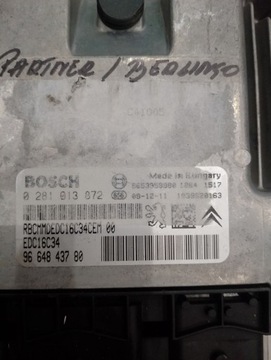 PARTNER / BERLINGO
BOSCH
Made in Hungary
0 281 013 872
08-12-11
RBCMMDEDC16C34CEM 00
EDC16C34
96 648 437 80